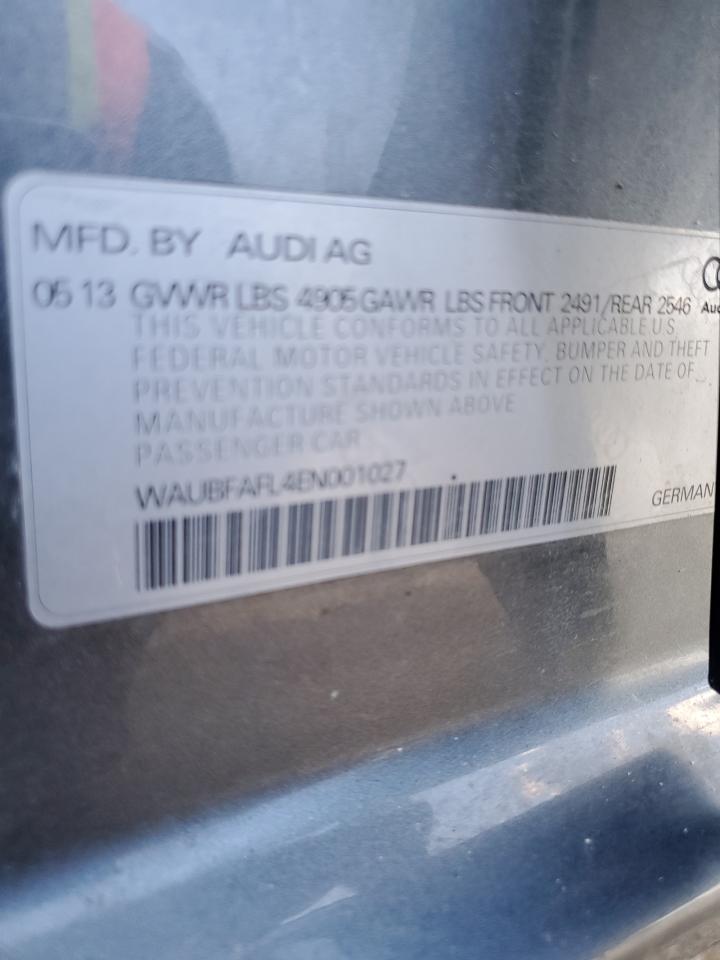 MFD. BY AUDI AG
05 13 GVWR LBS 4905 GAWR LBS FRONT 2491/REAR 2546
THIS VEHICLE CONFORMS TO ALL APPLICABLE U.S.
FEDERAL MOTOR VEHICLE SAFETY, BUMPER AND THEFT
PREVENTION STANDARDS IN EFFECT ON THE DATE OF
MANUFACTURE SHOWN ABOVE
PASSENGER CAR
WAUBFAFL4EN001027
GERMAN